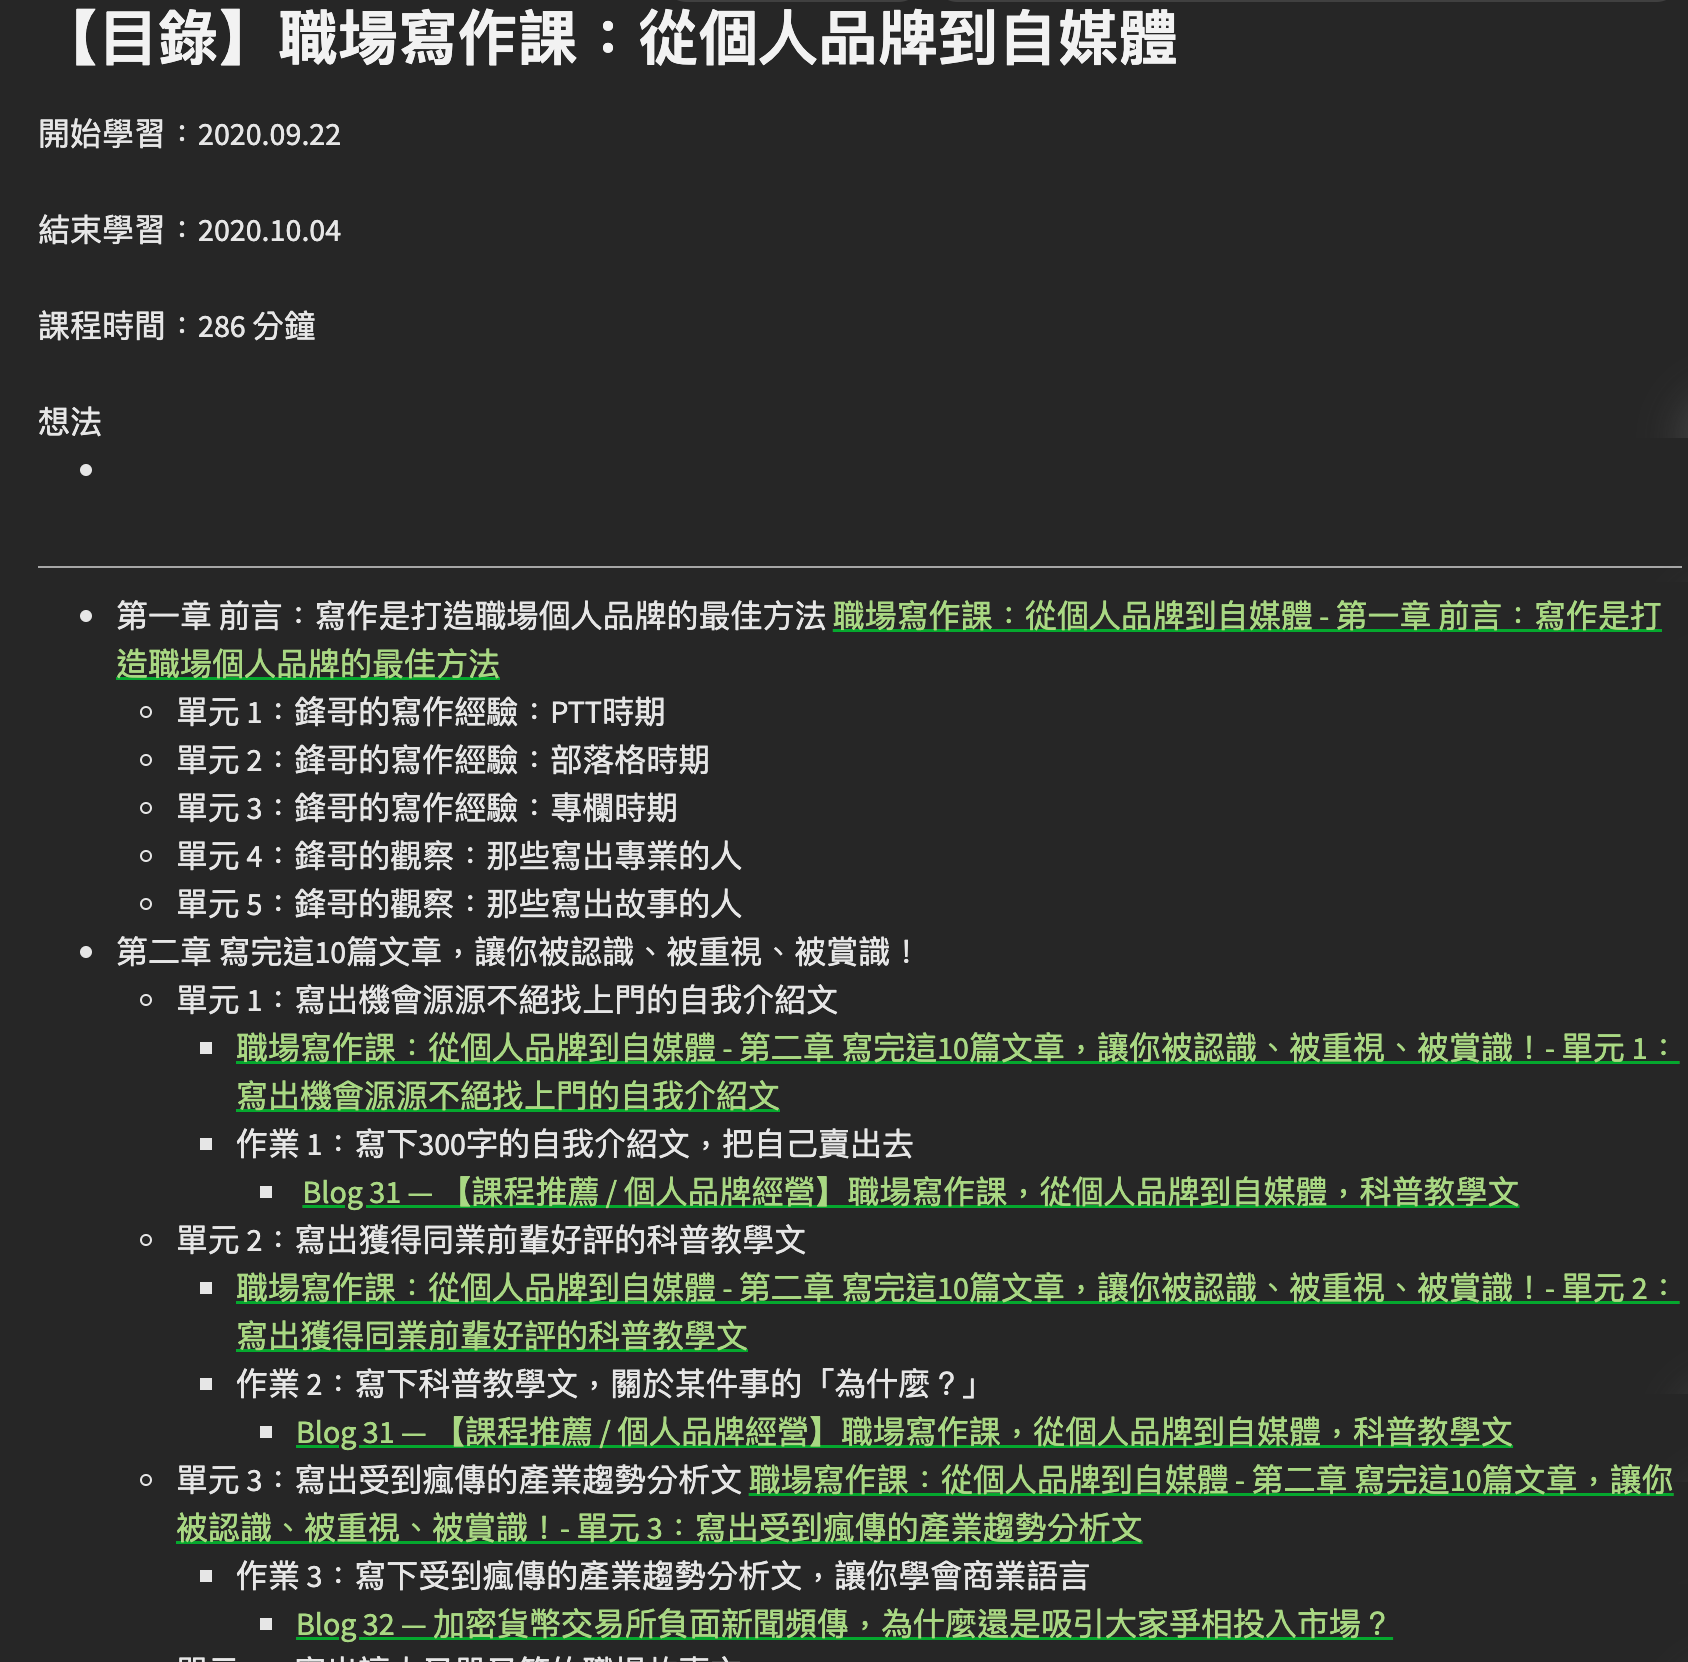 【目錄】職場寫作課：從個人品牌到自媒體
開始學習：2020.09.22
結束學習：2020.10.04
課程時間：286 分鐘
想法
第一章 前言：寫作是打造職場個人品牌的最佳方法 職場寫作課：從個人品牌到自媒體 - 第一章 前言：寫作是打
造職場個人品牌的最佳方法
單元 1：鋒哥的寫作經驗：PTT時期
單元 2：鋒哥的寫作經驗：部落格時期
單元 3：鋒哥的寫作經驗：專欄時期
單元 4：鋒哥的觀察：那些寫出專業的人
單元 5：鋒哥的觀察：那些寫出故事的人
第二章 寫完這10篇文章，讓你被認識、被重視、被賞識！
單元 1：寫出機會源源不絕找上門的自我介紹文
職場寫作課：從個人品牌到自媒體 - 第二章 寫完這10篇文章，讓你被認識、被重視、被賞識！- 單元 1：
寫出機會源源不絕找上門的自我介紹文
作業 1：寫下300字的自我介紹文，把自己賣出去
Blog 31 — 【課程推薦 / 個人品牌經營】職場寫作課，從個人品牌到自媒體，科普教學文
單元 2：寫出獲得同業前輩好評的科普教學文
職場寫作課：從個人品牌到自媒體 - 第二章 寫完這10篇文章，讓你被認識、被重視、被賞識！- 單元 2：
寫出獲得同業前輩好評的科普教學文
作業 2：寫下科普教學文，關於某件事的「為什麼？」
Blog 31 — 【課程推薦 / 個人品牌經營】職場寫作課，從個人品牌到自媒體，科普教學文
單元 3：寫出受到瘋傳的產業趨勢分析文 職場寫作課：從個人品牌到自媒體 - 第二章 寫完這10篇文章，讓你
被認識、被重視、被賞識！- 單元 3：寫出受到瘋傳的產業趨勢分析文
作業 3：寫下受到瘋傳的產業趨勢分析文，讓你學會商業語言
Blog 32 — 加密貨幣交易所負面新聞頻傳，為什麼還是吸引大家爭相投入市場？